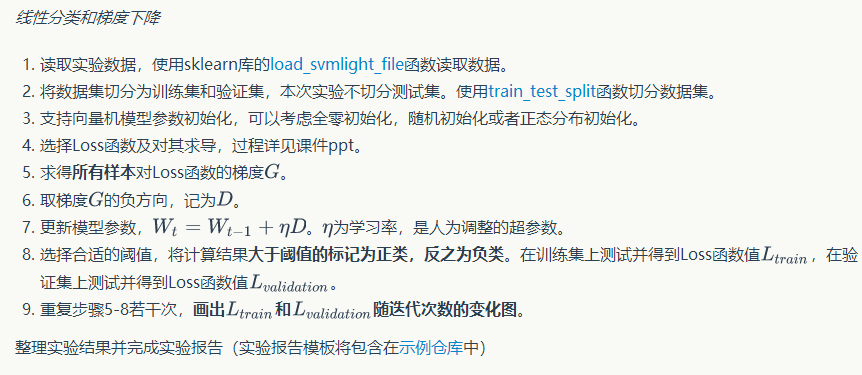 线性分类和梯度下降
1. 读取实验数据，使用sklearn库的load_svmlight_file函数读取数据。
2. 将数据集切分为训练集和验证集，本次实验不切分测试集。使用train_test_split函数切分数据集。
3. 支持向量机模型参数初始化，可以考虑全零初始化，随机初始化或者正态分布初始化。
4. 选择Loss函数及对其求导，过程详见课件ppt。
5. 求得所有样本对Loss函数的梯度G。
6. 取梯度G的负方向，记为D。
7. 更新模型参数，W_t = W_{t−1} + ηD。η为学习率，是人为调整的超参数。
8. 选择合适的阈值，将计算结果大于阈值的标记为正类，反之为负类。在训练集上测试并得到Loss函数值L_{train}，在验
证集上测试并得到Loss函数值L_{validation}。
9. 重复步骤5-8若干次，画出L_{train}和L_{validation}随迭代次数的变化图。
整理实验结果并完成实验报告（实验报告模板将包含在示例仓库中）